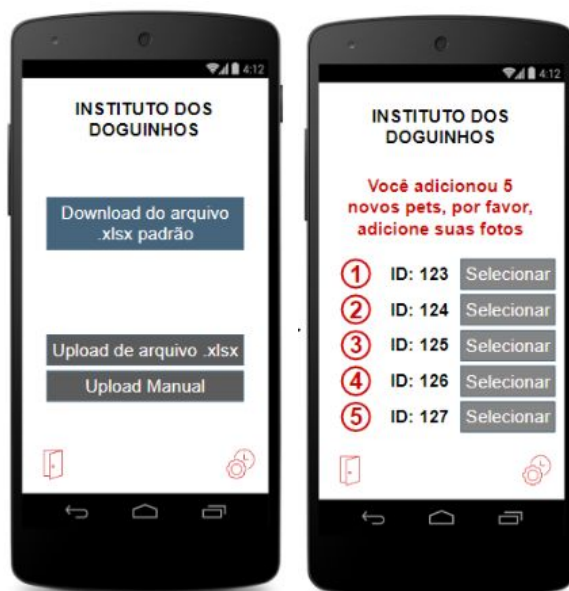 4:12
INSTITUTO DOS
DOGUINHOS
Download do arquivo
.xlsx padrão
Upload de arquivo .xlsx
Upload Manual
4:12
INSTITUTO DOS
DOGUINHOS
Você adicionou 5
novos pets, por favor,
adicione suas fotos
1 ID: 123 Selecionar
2 ID: 124 Selecionar
3 ID: 125 Selecionar
4 ID: 126 Selecionar
5 ID: 127 Selecionar